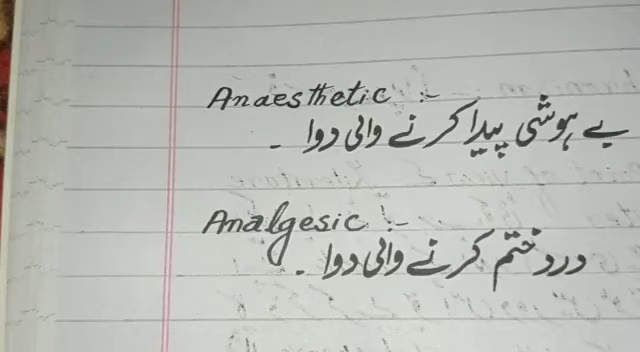 Anaesthetic :-
بے ہوشی پیدا کرنے والی دوا ۔
Analgesic :-
درد ختم کرنے والی دوا ۔